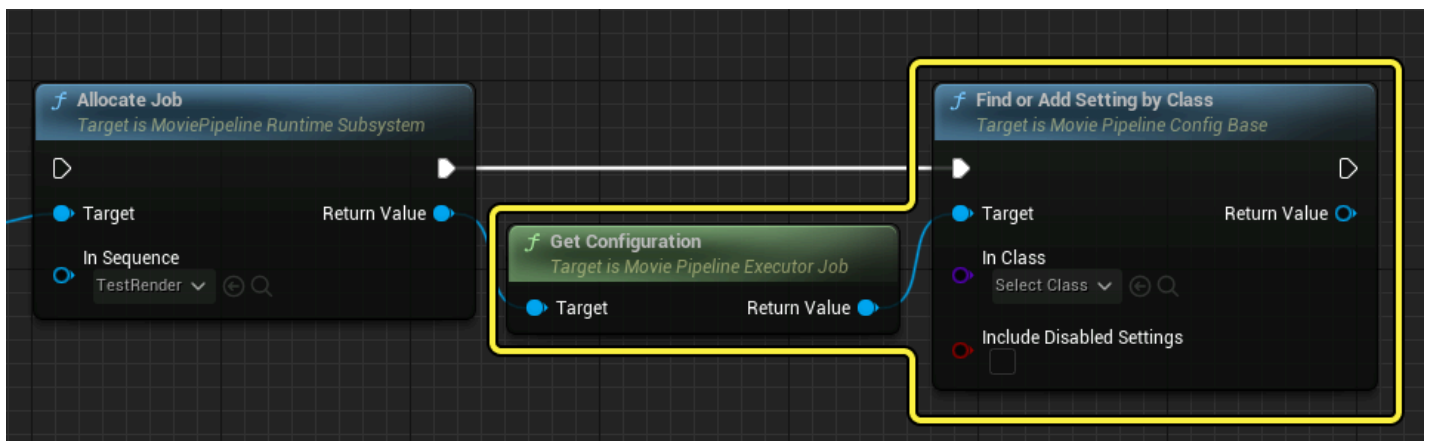 Allocate Job
Target is MoviePipeline Runtime Subsystem
Target
Return Value
In Sequence
TestRender
Get Configuration
Target is Movie Pipeline Executor Job
Target
Return Value
Find or Add Setting by Class
Target is Movie Pipeline Config Base
Target
Return Value
In Class
Select Class
Include Disabled Settings